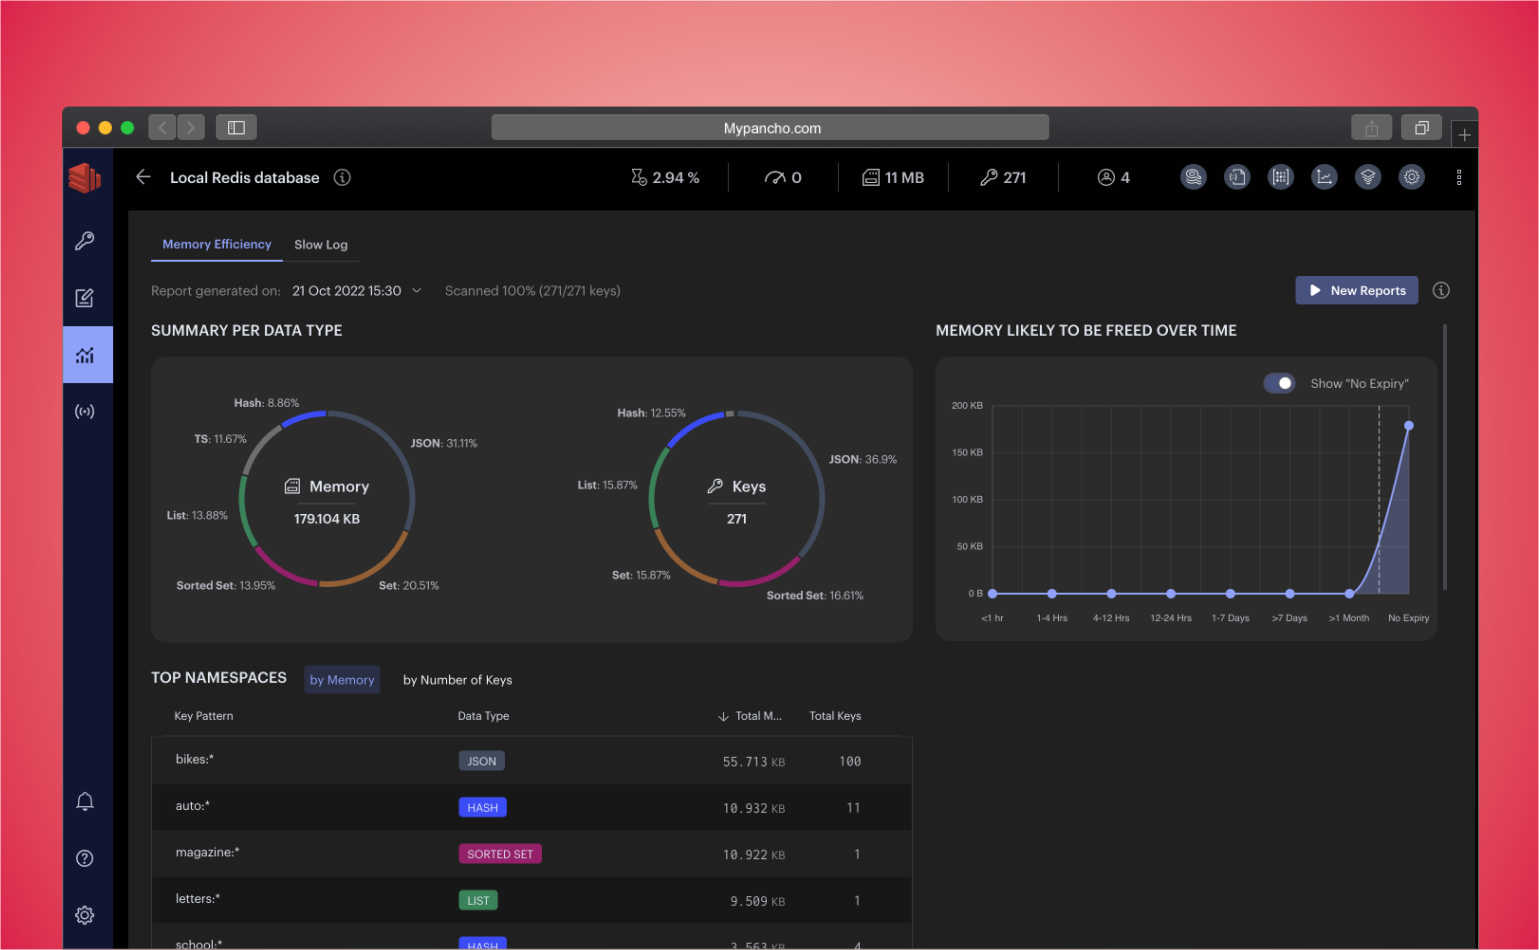 Mypancho.com
Local Redis database
2.94 %
0
11 MB
271
4
Memory Efficiency
Slow Log
Report generated on: 21 Oct 2022 15:30
Scanned 100% (271/271 keys)
New Reports
SUMMARY PER DATA TYPE
Hash: 8.86%
TS: 11.67%
JSON: 31.11%
Memory
179.104 KB
List: 13.88%
Sorted Set: 13.95%
Set: 20.51%
Hash: 12.55%
JSON: 36.9%
List: 15.87%
Keys
271
Set: 15.87%
Sorted Set: 16.61%
MEMORY LIKELY TO BE FREED OVER TIME
Show "No Expiry"
200 KB
150 KB
100 KB
50 KB
0 B
<1 hr 1-4 Hrs 4-12 Hrs 12-24 Hrs 1-7 Days >7 Days >1 Month No Expiry
TOP NAMESPACES by Memory by Number of Keys
Key Pattern Data Type Total M... Total Keys
bikes:* JSON 55.713 KB 100
auto:* HASH 10.932 KB 11
magazine:* SORTED SET 10.922 KB 1
letters:* LIST 9.509 KB 1
school:* HASH 3.563 KB 4